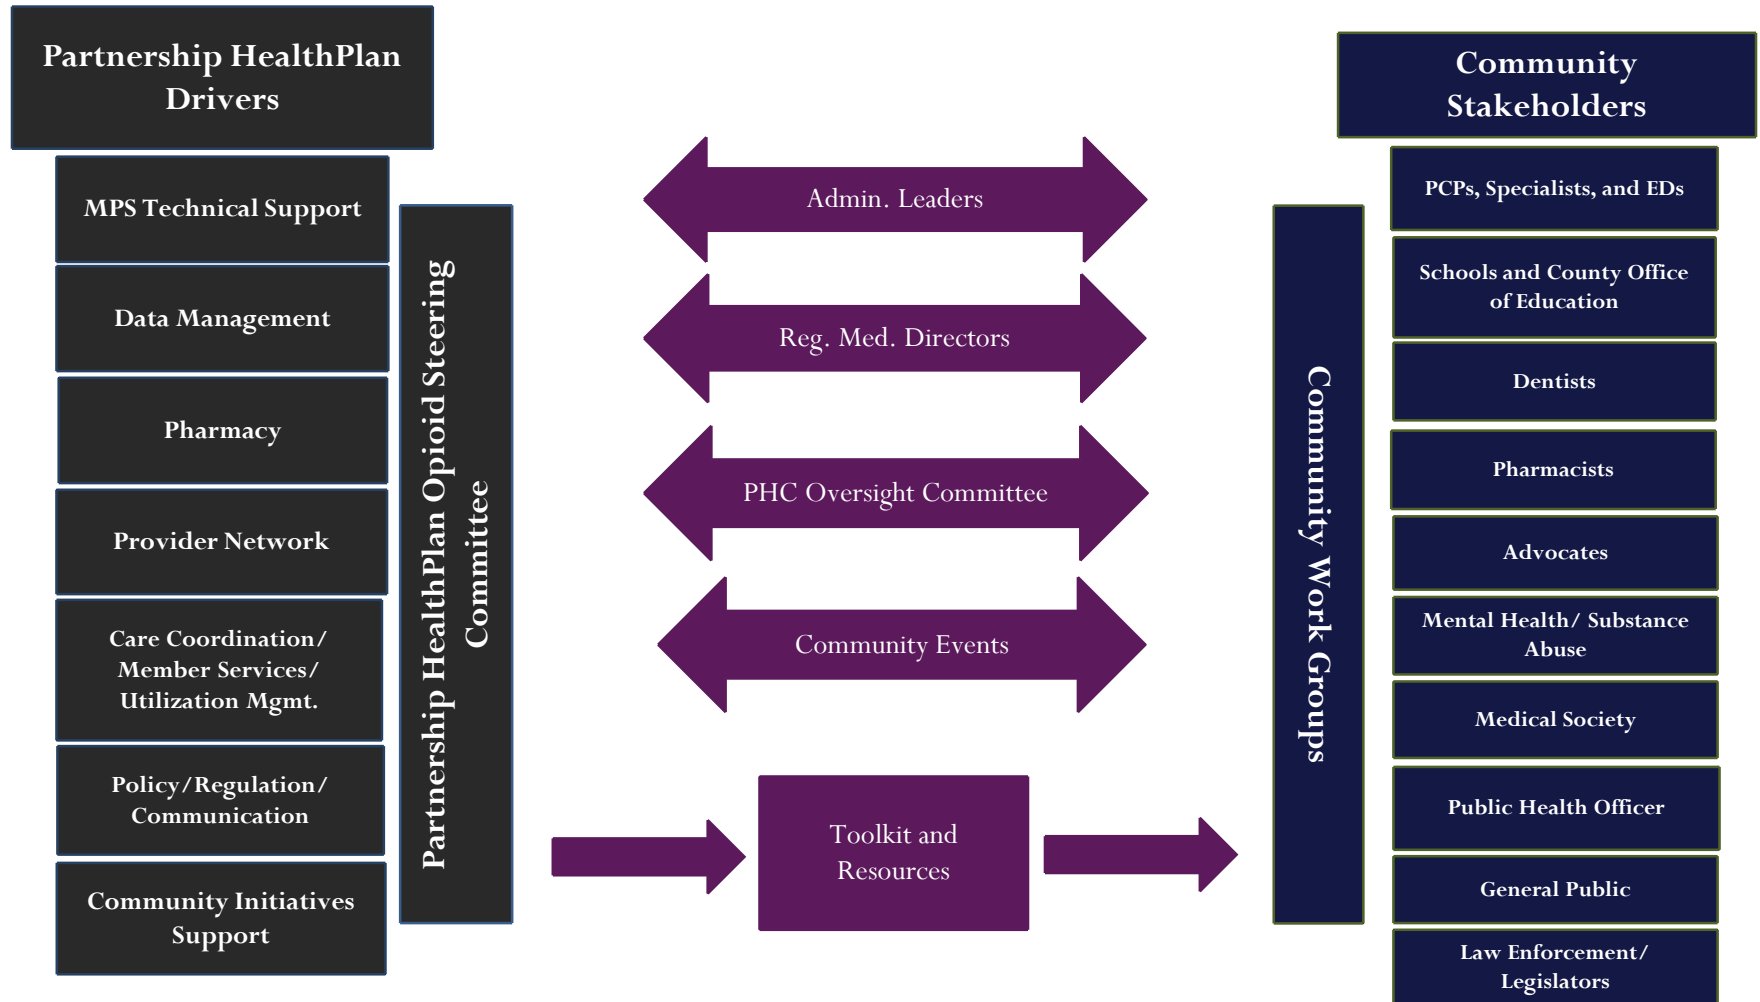 Partnership HealthPlan
Drivers
MPS Technical Support
Data Management
Pharmacy
Provider Network
Care Coordination/
Member Services/
Utilization Mgmt.
Policy/Regulation/
Communication
Community Initiatives
Support
Partnership HealthPlan Opioid Steering
Committee
Admin. Leaders
Reg. Med. Directors
PHC Oversight Committee
Community Events
Toolkit and
Resources
Community Work Groups
Community
Stakeholders
PCPs, Specialists, and EDs
Schools and County Office
of Education
Dentists
Pharmacists
Advocates
Mental Health/ Substance
Abuse
Medical Society
Public Health Officer
General Public
Law Enforcement/
Legislators